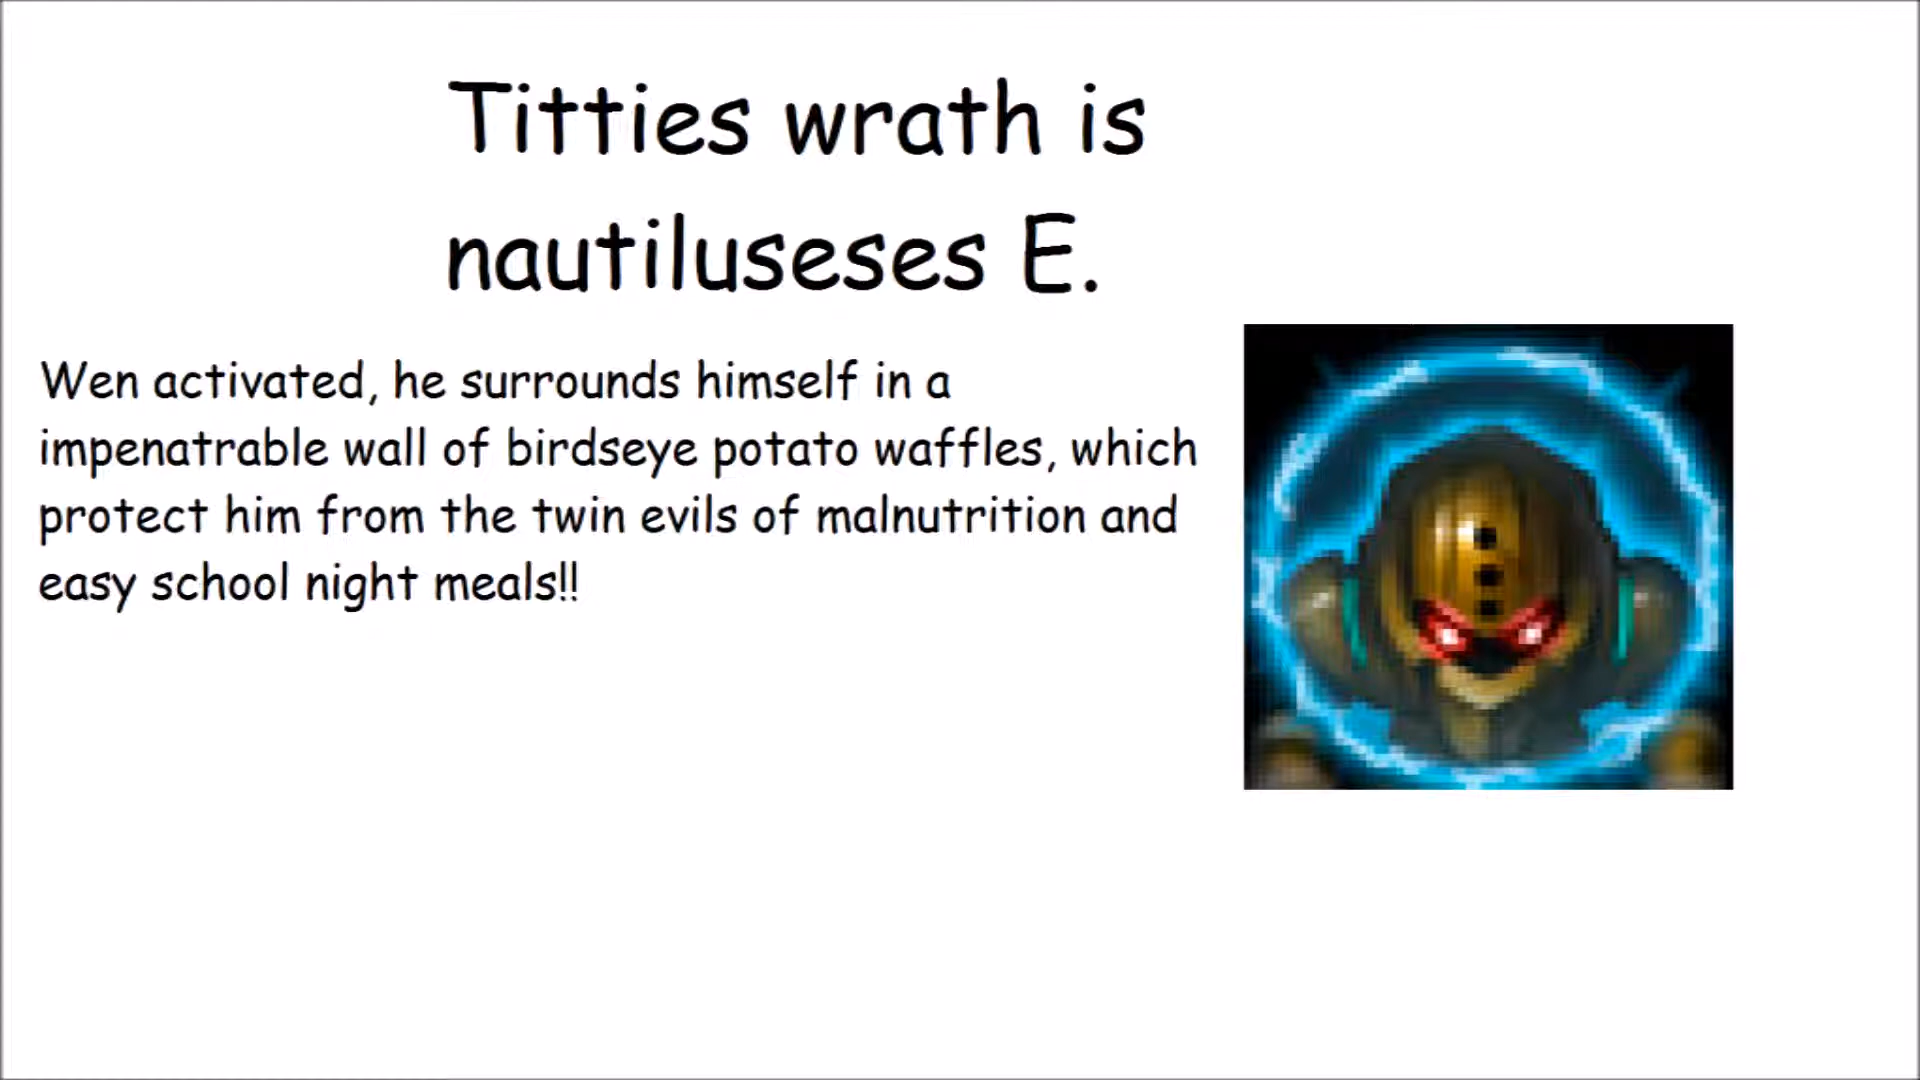 Titties wrath is
nautiluseses E.
Wen activated, he surrounds himself in a
impenatrable wall of birdseye potato waffles, which
protect him from the twin evils of malnutrition and
easy school night meals!!